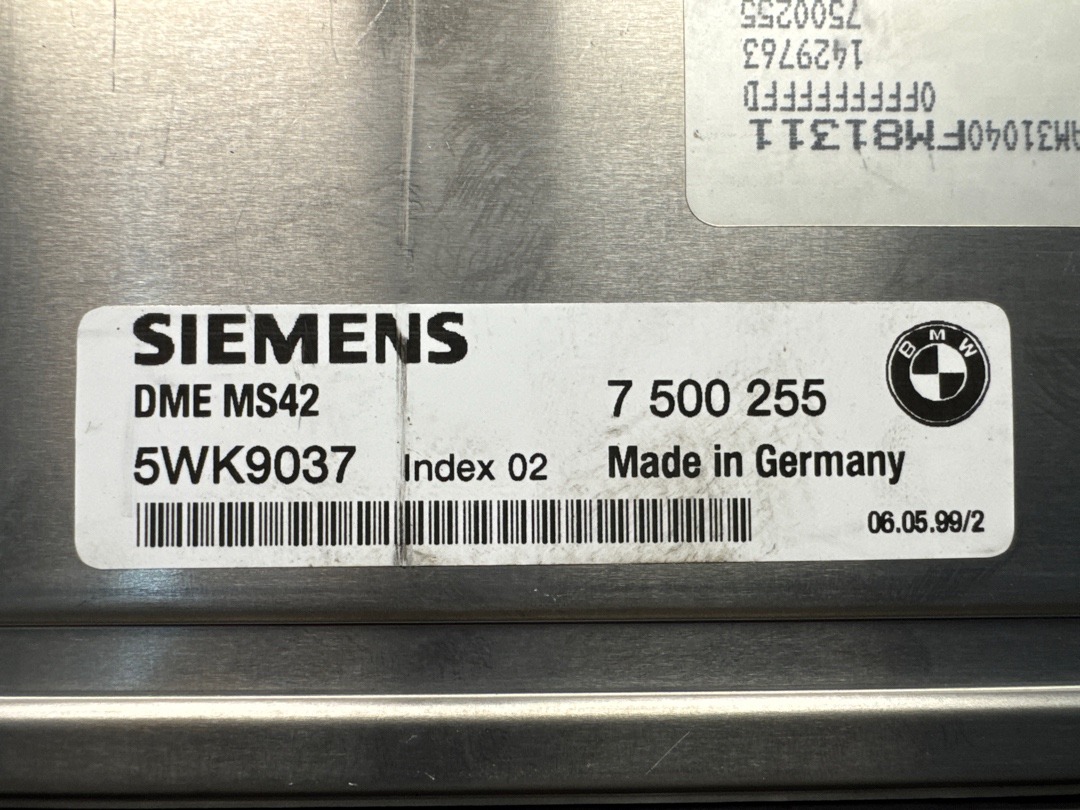 7500255
1429763
0FFFFFFFFD
AM31040FM81311
SIEMENS
BMW
DME MS42
7 500 255
5WK9037 Index 02
Made in Germany
06.05.99/2